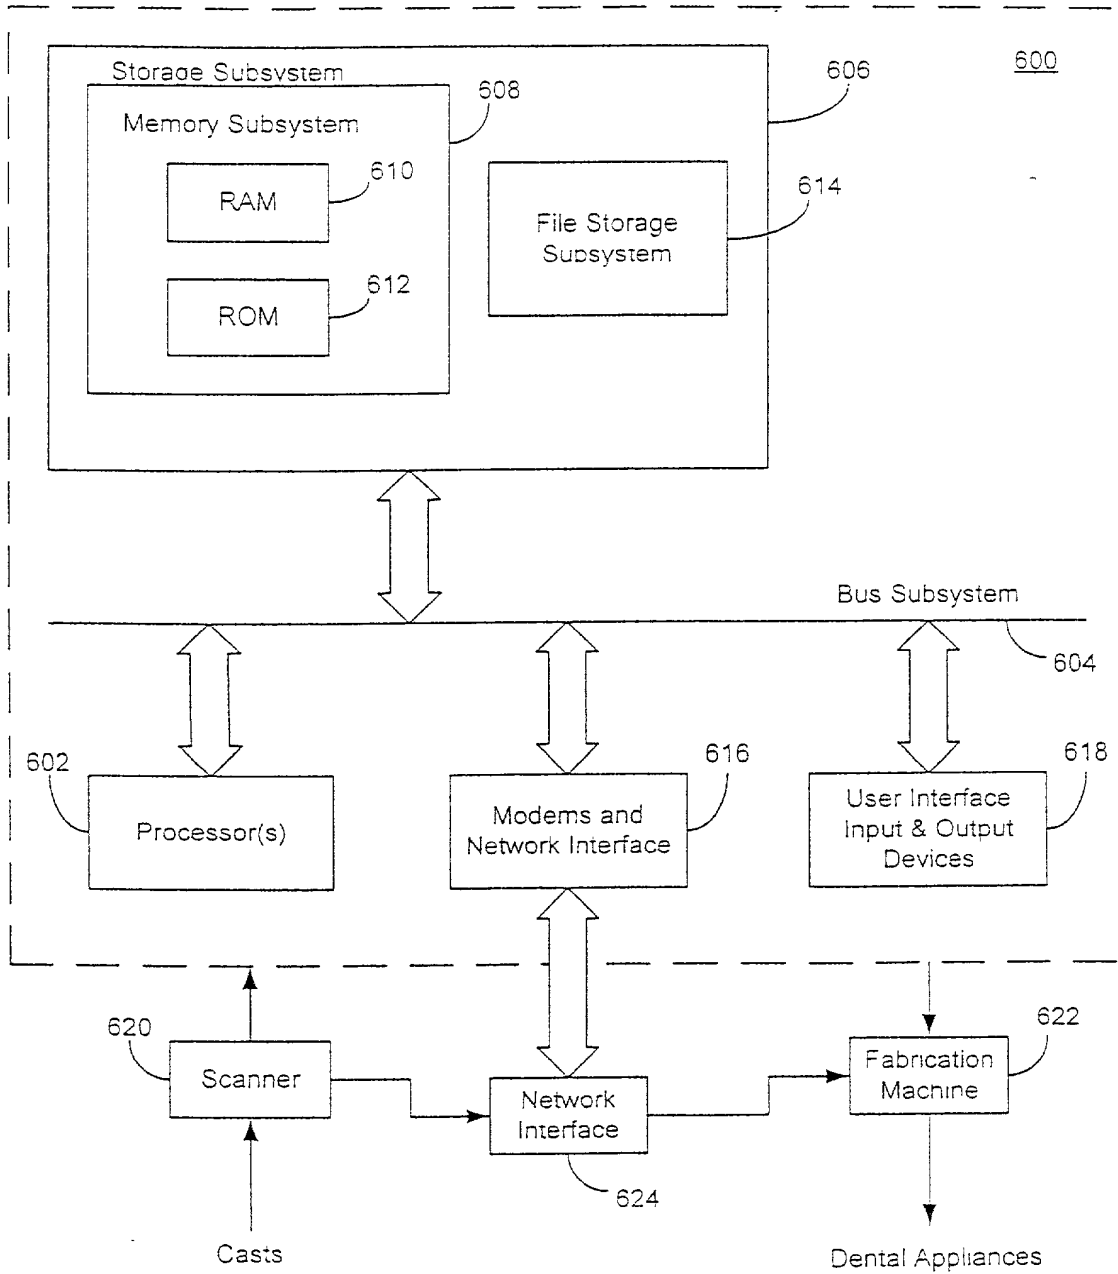 600
Storage Subsystem
606
608
Memory Subsystem
610
RAM
614
File Storage
Subsystem
612
ROM
Bus Subsystem
604
602
Processor(s)
616
Modems and
Network Interface
618
User Interface
Input & Output
Devices
620
Scanner
Network
Interface
624
622
Fabrication
Machine
Casts
Dental Appliances